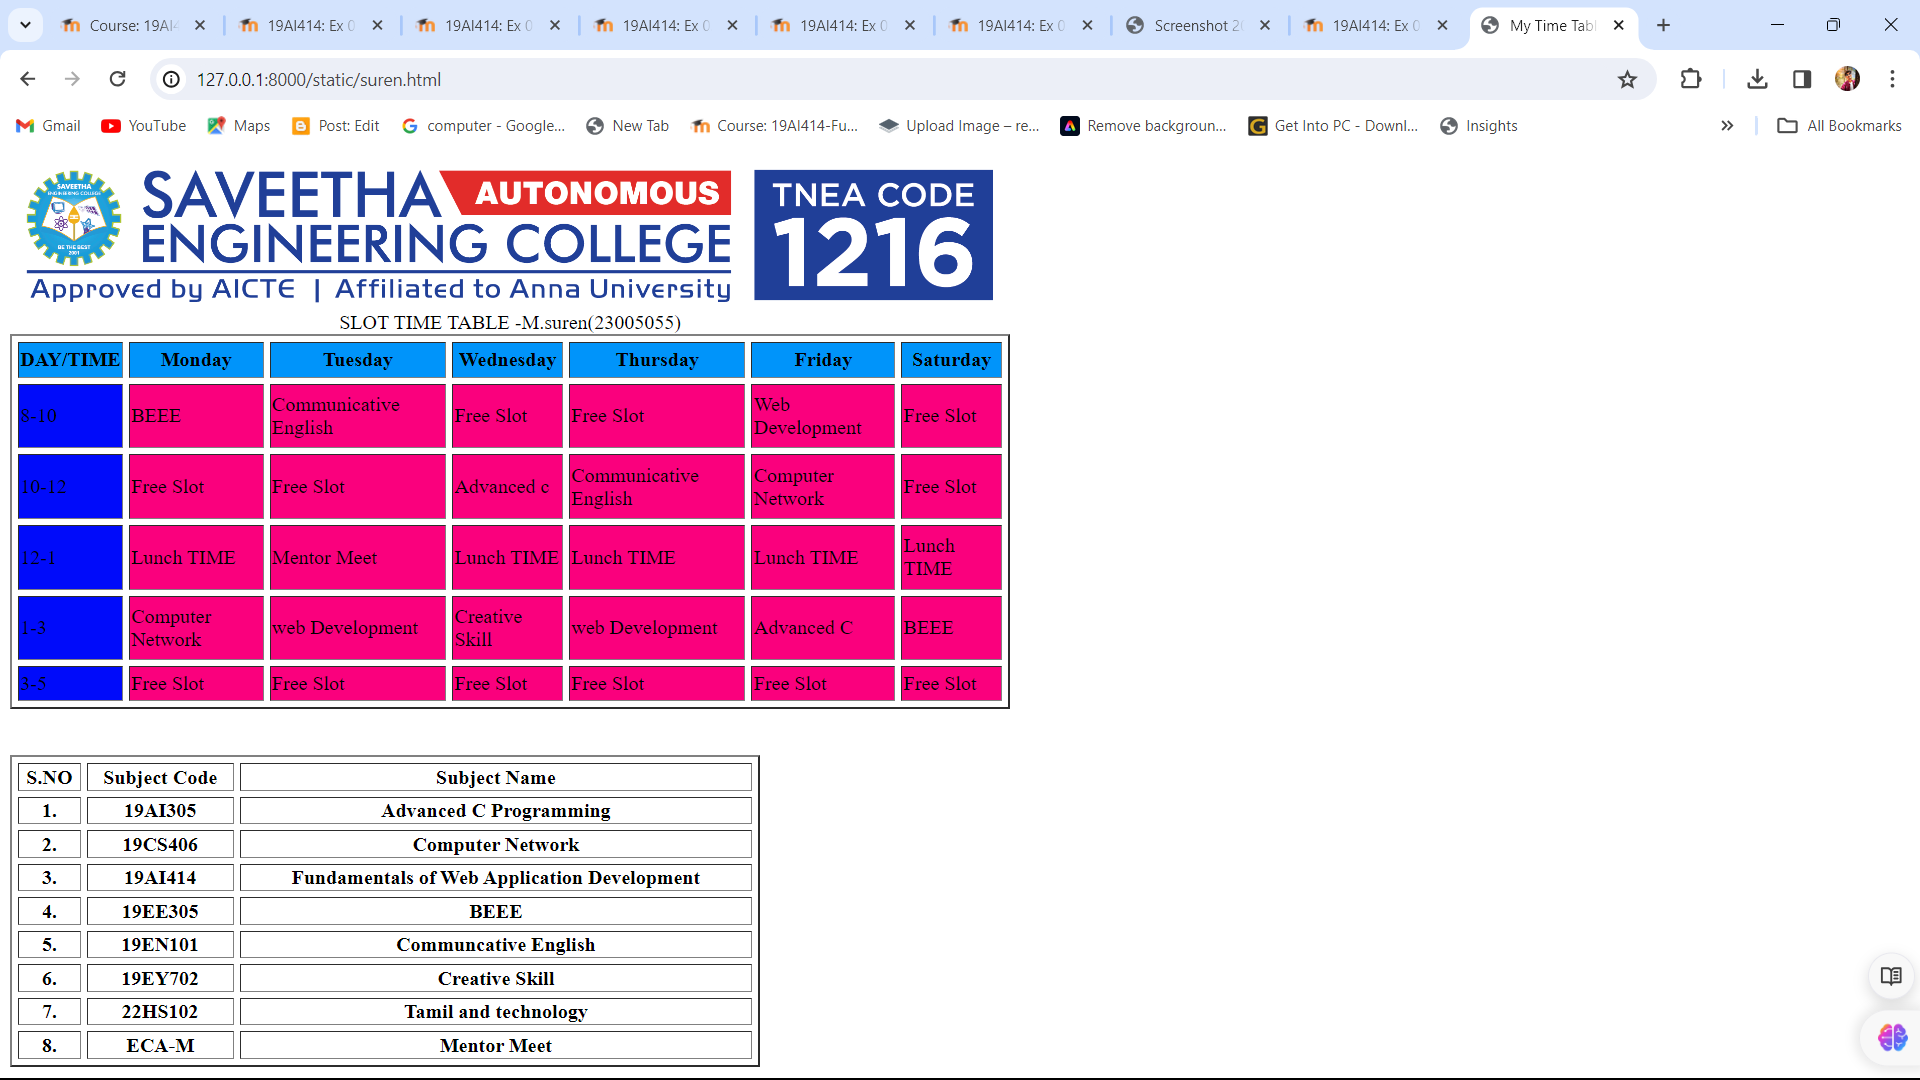 Course: 19AI4 19AI414: Ex 0 19AI414: Ex 0 19AI414: Ex 0 19AI414: Ex 0 19AI414: Ex 0 Screenshot 2 19AI414: Ex 0 My Time Tab
127.0.0.1:8000/static/suren.html
Gmail YouTube Maps Post: Edit computer - Google... New Tab Course: 19AI414-Fu... Upload Image – re... Remove backgroun... Get Into PC - Downl... Insights All Bookmarks
SAVEETHA AUTONOMOUS
ENGINEERING COLLEGE
Approved by AICTE | Affiliated to Anna University
TNEA CODE
1216
SAVEETHA
ENGINEERING COLLEGE
BE THE BEST
2001
SLOT TIME TABLE -M.suren(23005055)
DAY/TIME Monday Tuesday Wednesday Thursday Friday Saturday
8-10 BEEE Communicative English Free Slot Free Slot Web Development Free Slot
10-12 Free Slot Free Slot Advanced c Communicative English Computer Network Free Slot
12-1 Lunch TIME Mentor Meet Lunch TIME Lunch TIME Lunch TIME Lunch TIME
1-3 Computer Network web Development Creative Skill web Development Advanced C BEEE
3-5 Free Slot Free Slot Free Slot Free Slot Free Slot Free Slot
S.NO Subject Code Subject Name
1. 19AI305 Advanced C Programming
2. 19CS406 Computer Network
3. 19AI414 Fundamentals of Web Application Development
4. 19EE305 BEEE
5. 19EN101 Communcative English
6. 19EY702 Creative Skill
7. 22HS102 Tamil and technology
8. ECA-M Mentor Meet